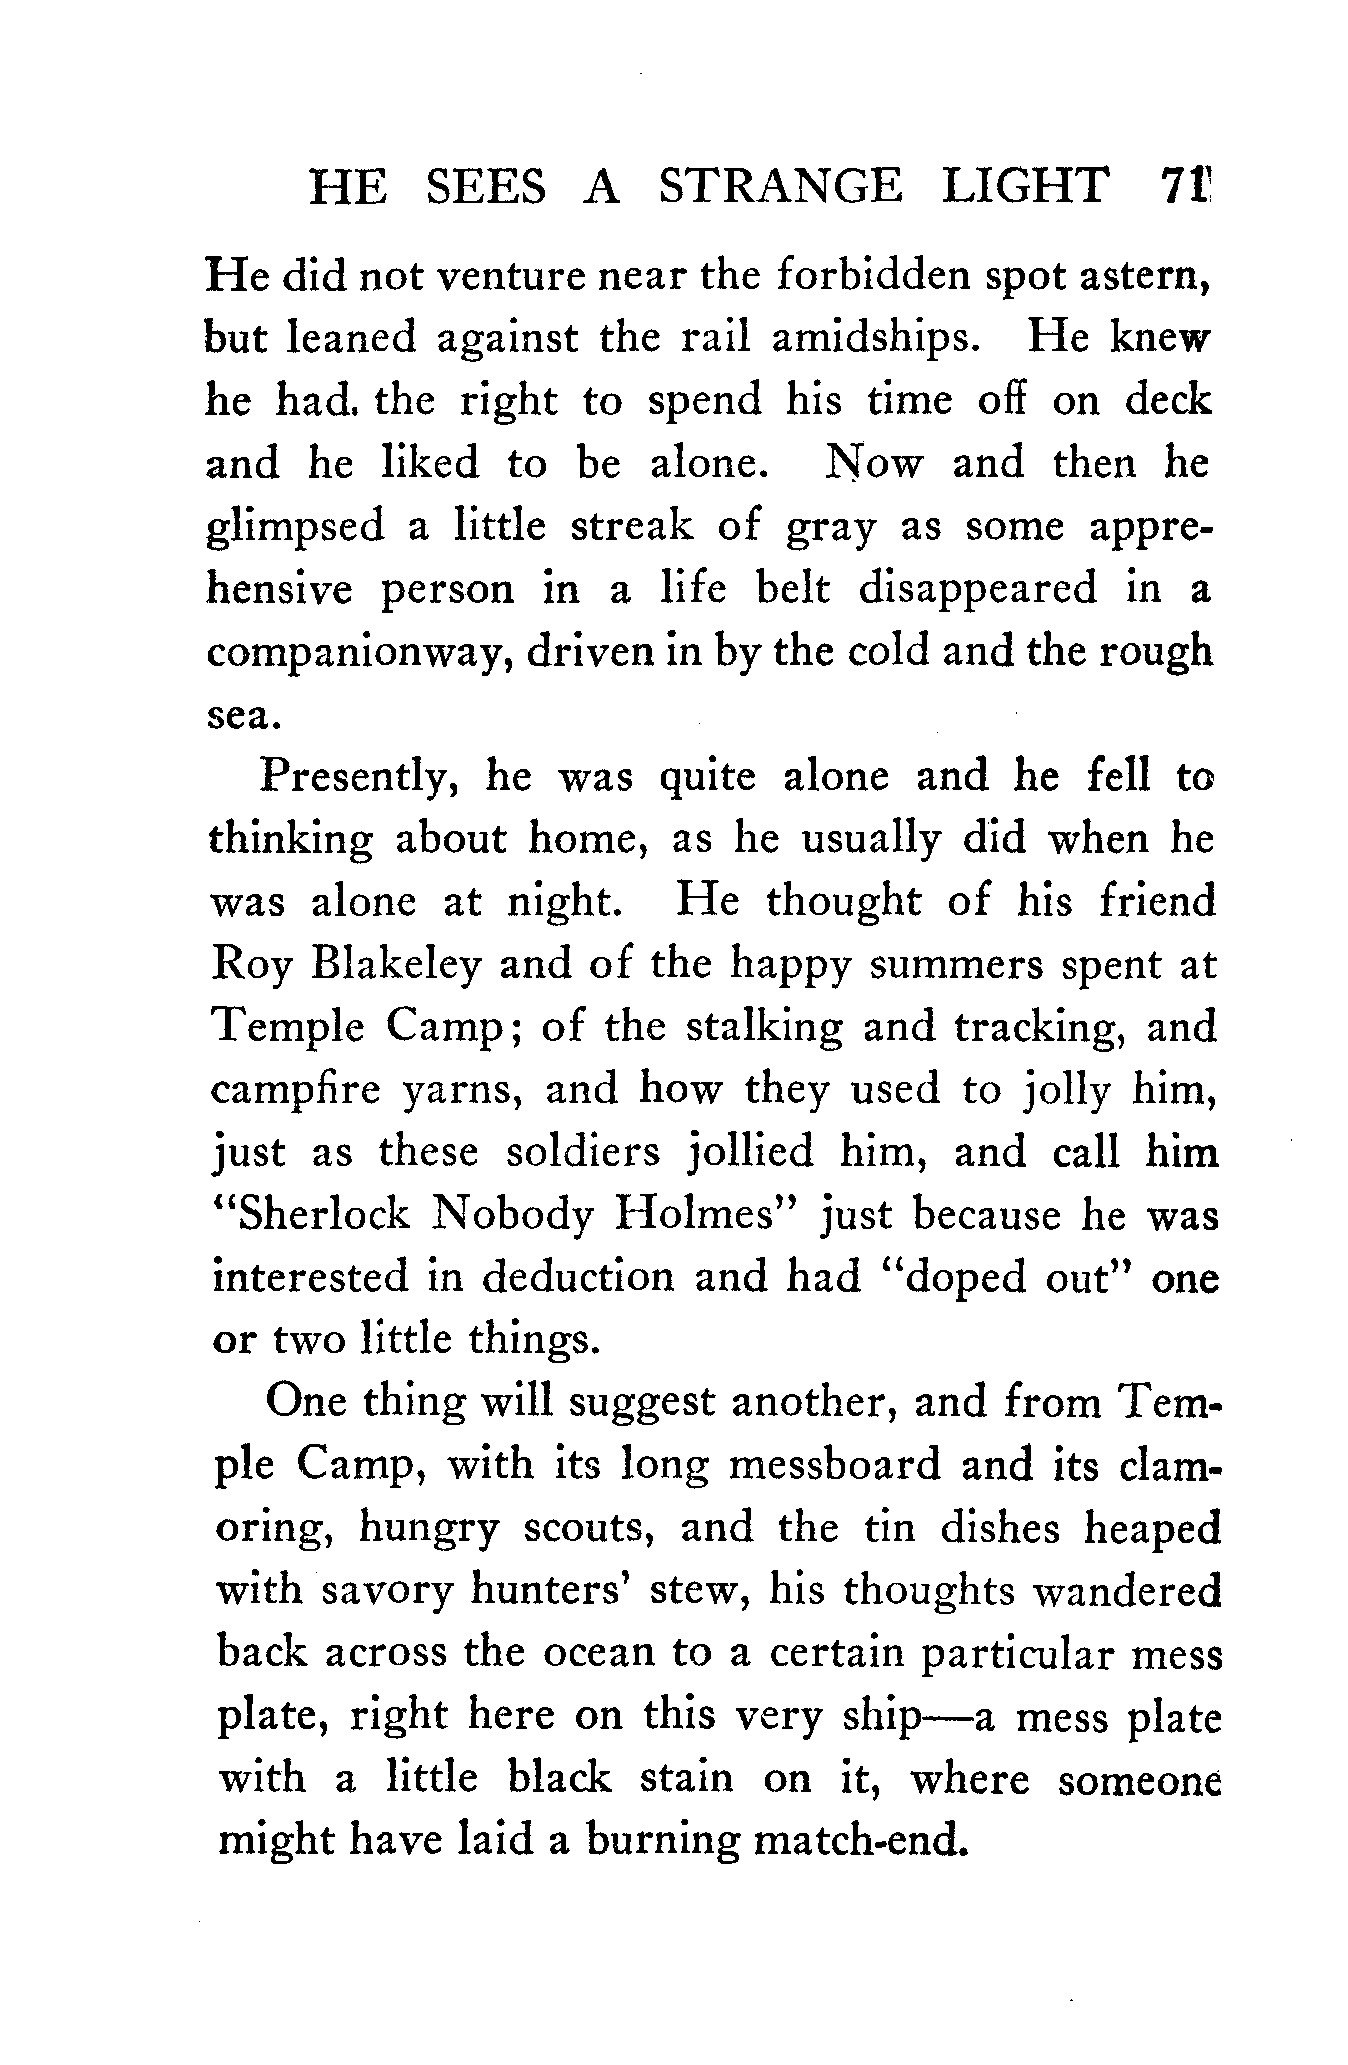 HE SEES A STRANGE LIGHT 71
He did not venture near the forbidden spot astern,
but leaned against the rail amidships. He knew
he had. the right to spend his time off on deck
and he liked to be alone. Now and then he
glimpsed a little streak of gray as some appre-
hensive person in a life belt disappeared in a
companionway, driven in by the cold and the rough
sea.
Presently, he was quite alone and he fell to
thinking about home, as he usually did when he
was alone at night. He thought of his friend
Roy Blakeley and of the happy summers spent at
Temple Camp; of the stalking and tracking, and
campfire yarns, and how they used to jolly him,
just as these soldiers jollied him, and call him
“Sherlock Nobody Holmes” just because he was
interested in deduction and had “doped out” one
or two little things.
One thing will suggest another, and from Tem-
ple Camp, with its long messboard and its clam-
oring, hungry scouts, and the tin dishes heaped
with savory hunters’ stew, his thoughts wandered
back across the ocean to a certain particular mess
plate, right here on this very ship—a mess plate
with a little black stain on it, where someone
might have laid a burning match-end.